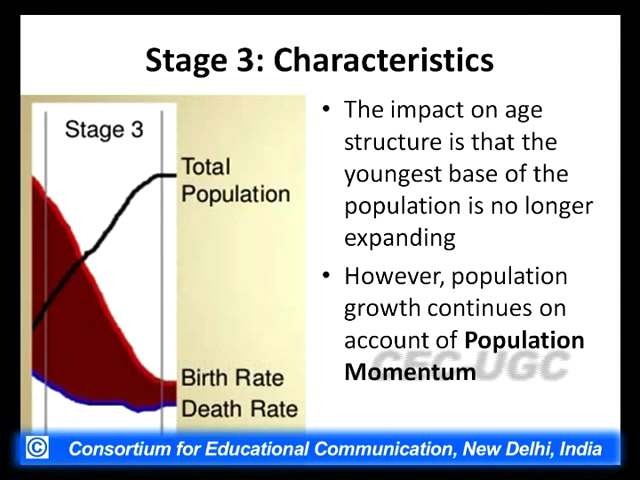 Stage 3: Characteristics
Stage 3
Total
Population
Birth Rate
Death Rate
• The impact on age
structure is that the
youngest base of the
population is no longer
expanding
• However, population
growth continues on
account of Population
Momentum
CEC-UGC
© Consortium for Educational Communication, New Delhi, India